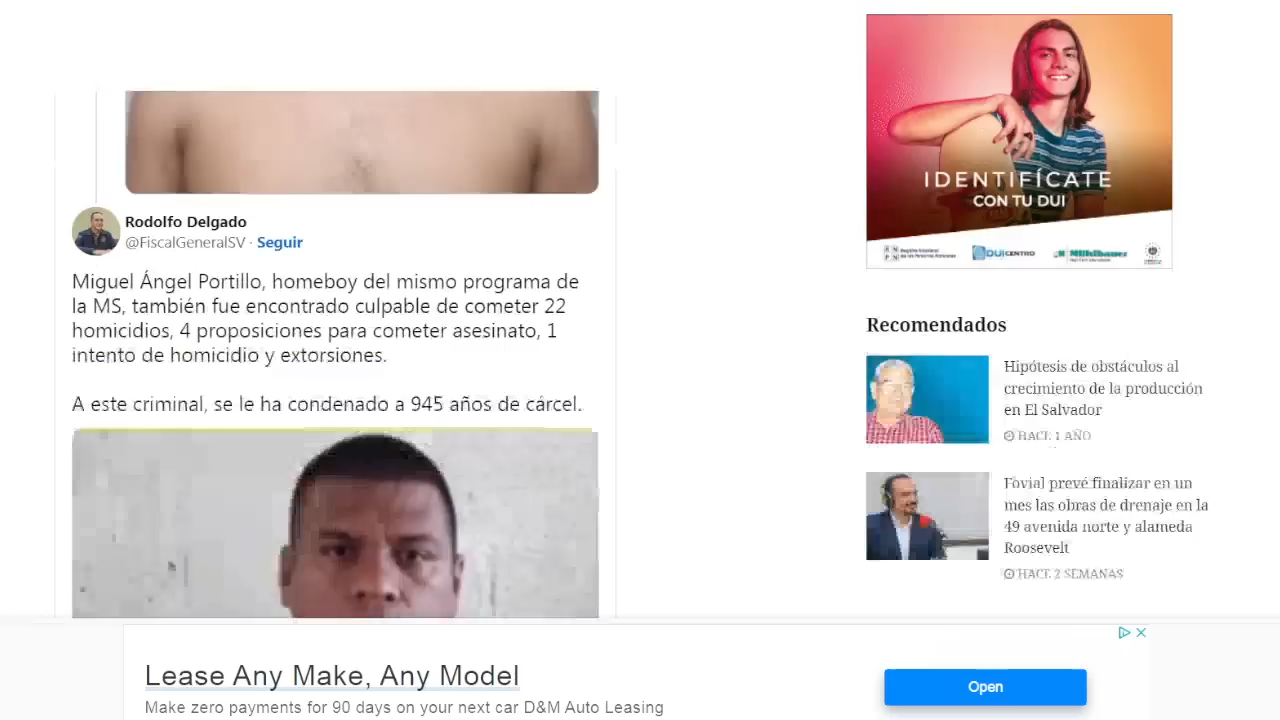 Rodolfo Delgado
@FiscalGeneralSV · Seguir
Miguel Ángel Portillo, homeboy del mismo programa de
la MS, también fue encontrado culpable de cometer 22
homicidios, 4 proposiciones para cometer asesinato, 1
intento de homicidio y extorsiones.
A este criminal, se le ha condenado a 945 años de cárcel.
IDENTIFÍCATE
CON TU DUI
DUICENTRO
Mühlbauer
Recomendados
Hipótesis de obstáculos al
crecimiento de la producción
en El Salvador
HACE 1 AÑO
Fovial prevé finalizar en un
mes las obras de drenaje en la
49 avenida norte y alameda
Roosevelt
HACE 2 SEMANAS
Lease Any Make, Any Model
Make zero payments for 90 days on your next car D&M Auto Leasing
Open